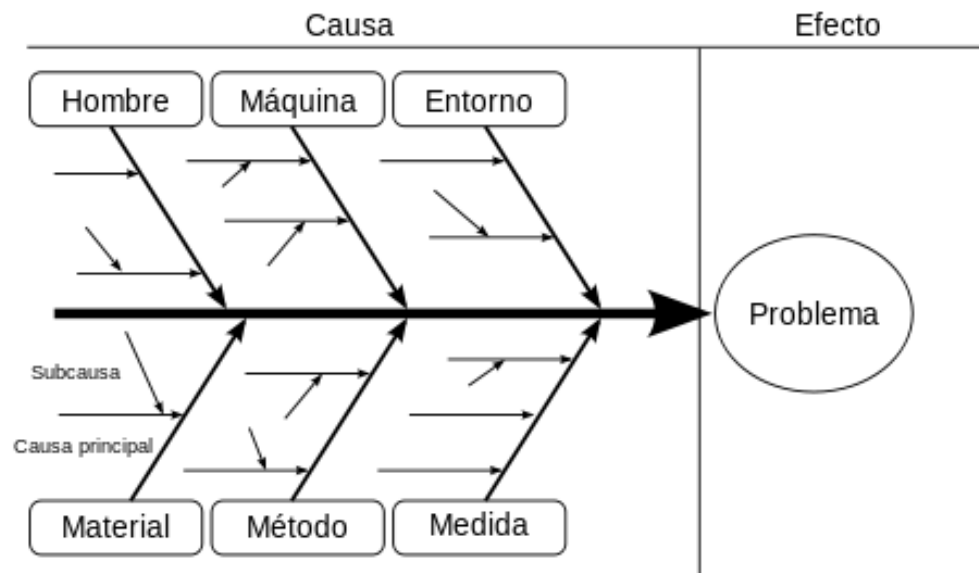 Causa
Efecto
Hombre
Máquina
Entorno
Problema
Subcausa
Causa principal
Material
Método
Medida